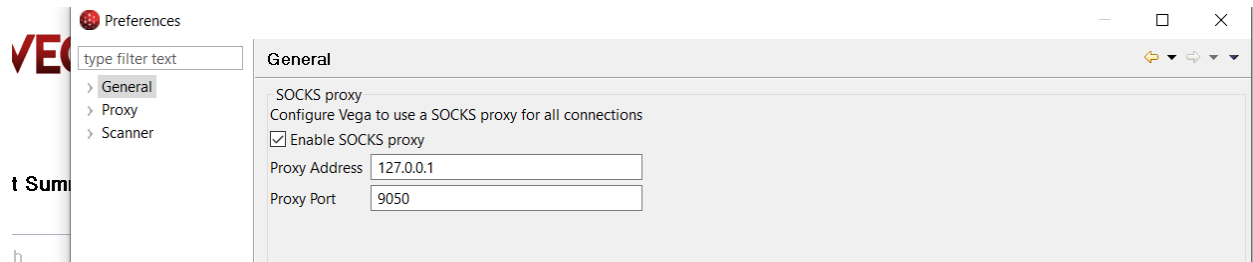 Preferences
VEG
type filter text
General
General
Proxy
Scanner
SOCKS proxy
Configure Vega to use a SOCKS proxy for all connections
Enable SOCKS proxy
Proxy Address 127.0.0.1
Proxy Port 9050
t Sum
h